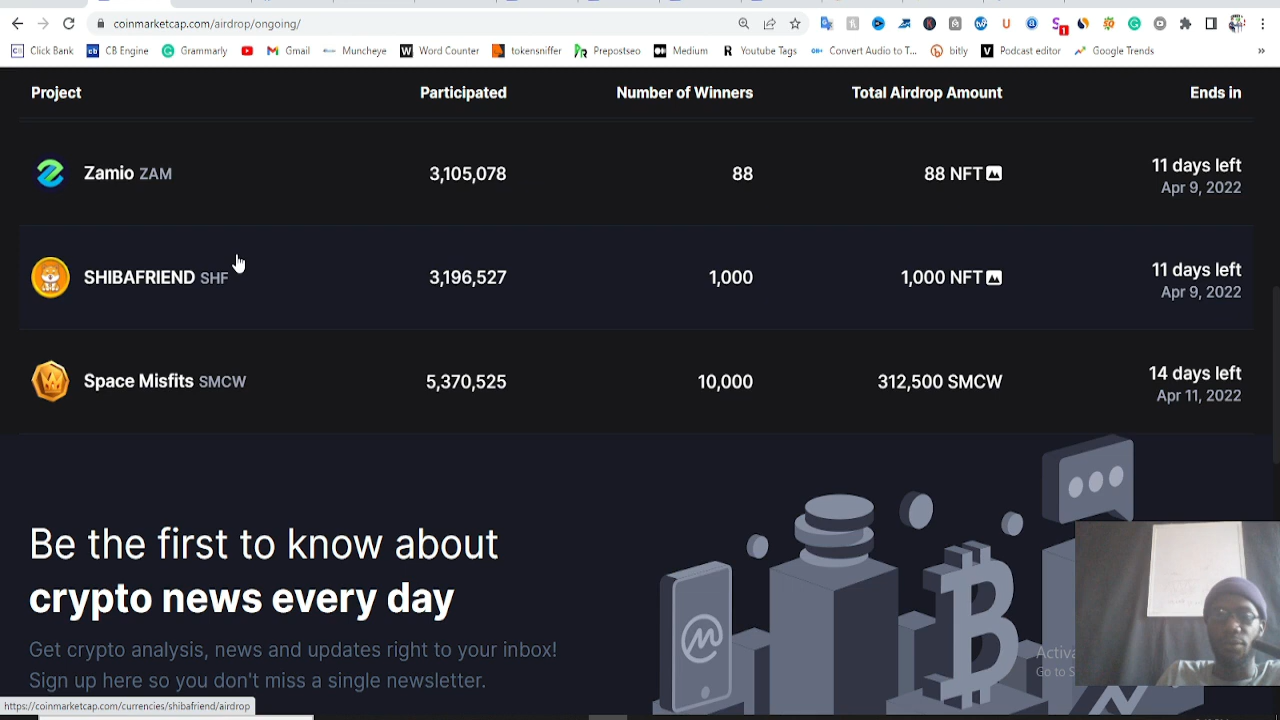 coinmarketcap.com/airdrop/ongoing/
Click Bank CB Engine Grammarly Gmail Muncheye Word Counter tokensniffer Prepostseo Medium Youtube Tags Convert Audio to T... bitly Podcast editor Google Trends »
Project Participated Number of Winners Total Airdrop Amount Ends in
Zamio ZAM 3,105,078 88 88 NFT 11 days left
Apr 9, 2022
SHIBAFRIEND SHF 3,196,527 1,000 1,000 NFT 11 days left
Apr 9, 2022
Space Misfits SMCW 5,370,525 10,000 312,500 SMCW 14 days left
Apr 11, 2022
Be the first to know about
crypto news every day
Get crypto analysis, news and updates right to your inbox!
Sign up here so you don't miss a single newsletter.
Activa
Go to S
https://coinmarketcap.com/currencies/shibafriend/airdrop